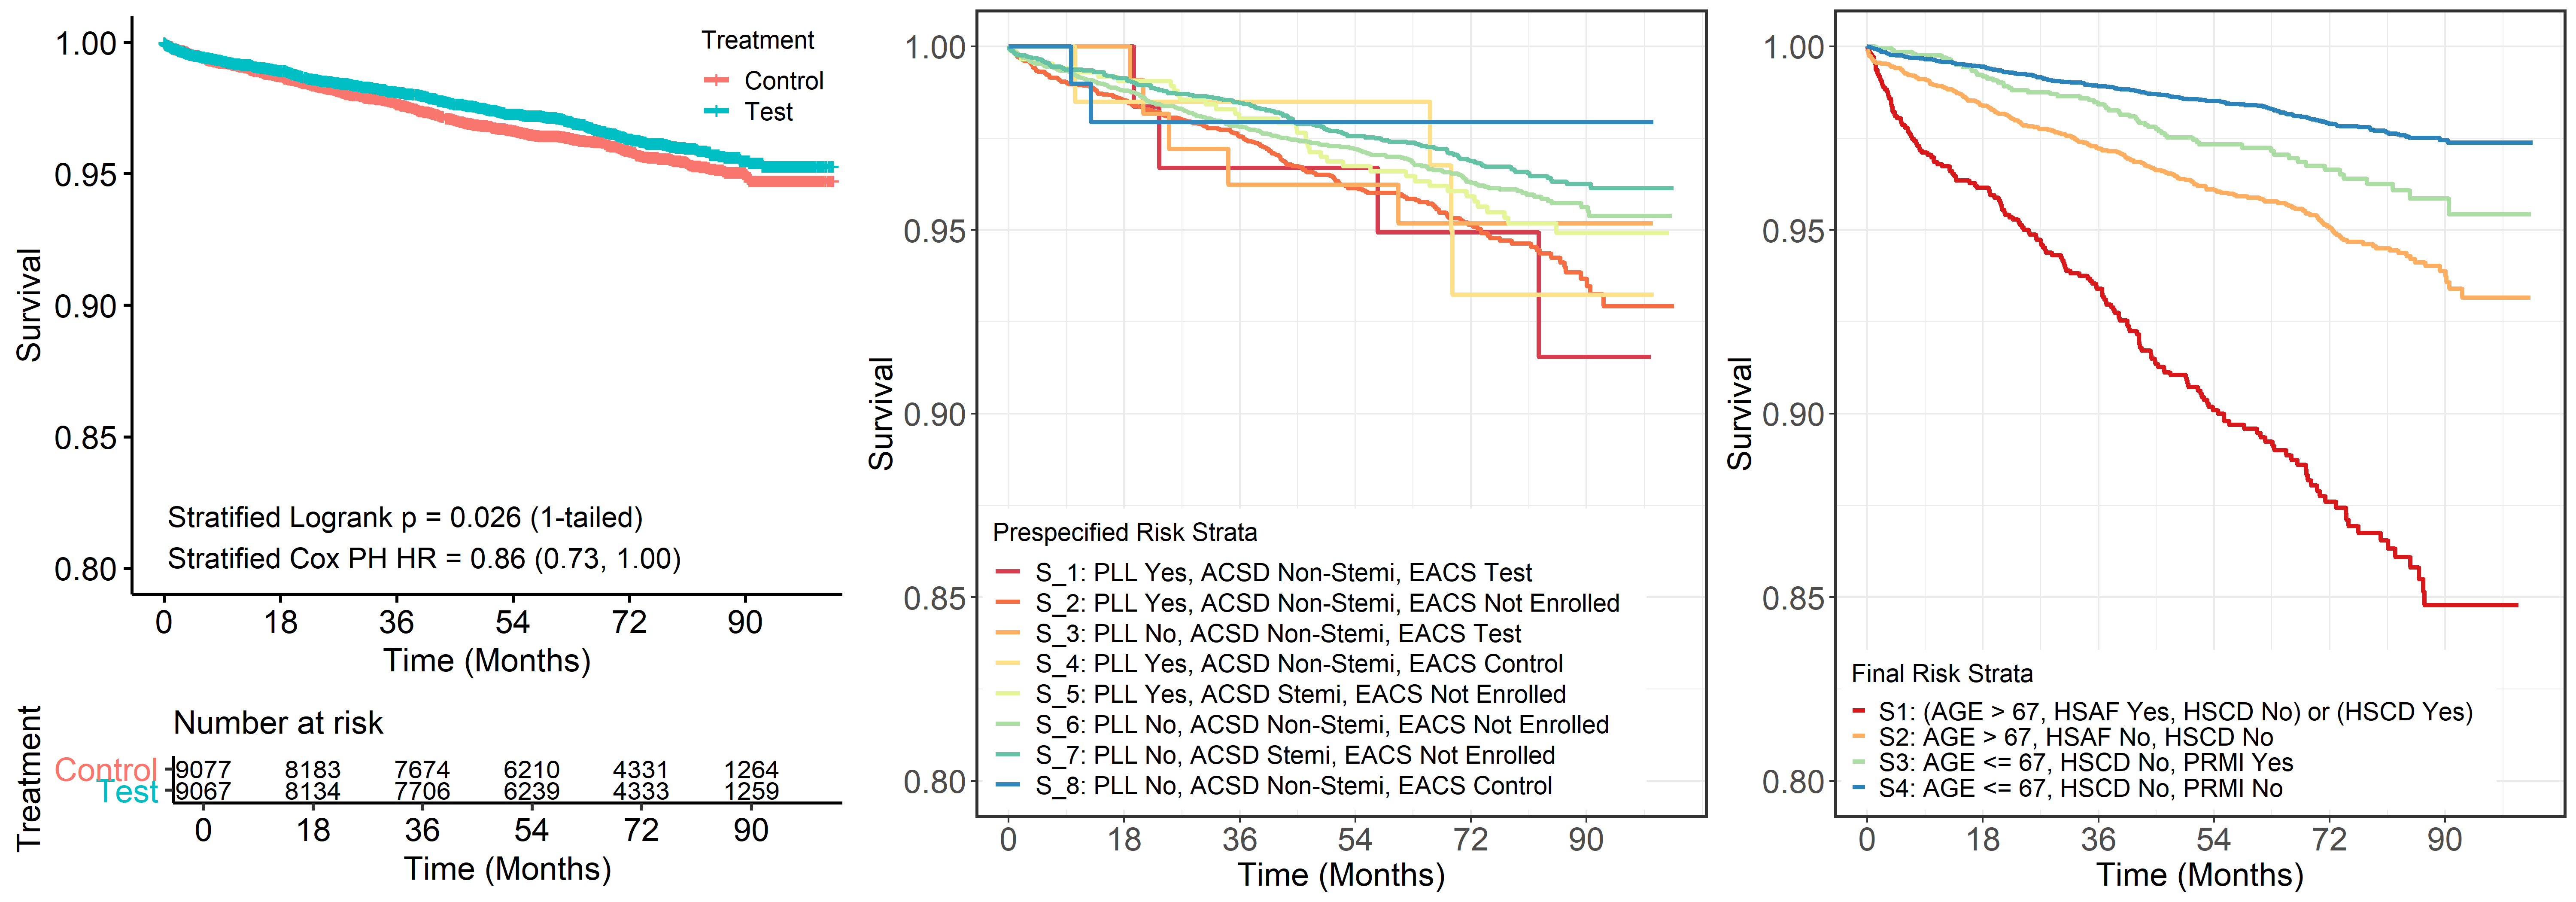 Treatment
Control
Test
1.00
0.95
0.90
0.85
0.80
Survival
Stratified Logrank p = 0.026 (1-tailed)
Stratified Cox PH HR = 0.86 (0.73, 1.00)
0 18 36 54 72 90
Time (Months)
Number at risk
Treatment
Control 9077 8183 7674 6210 4331 1264
Test 9067 8134 7706 6239 4333 1259
0 18 36 54 72 90
Time (Months)
1.00
0.95
0.90
0.85
0.80
Survival
Prespecified Risk Strata
S_1: PLL Yes, ACSD Non-Stemi, EACS Test
S_2: PLL Yes, ACSD Non-Stemi, EACS Not Enrolled
S_3: PLL No, ACSD Non-Stemi, EACS Test
S_4: PLL Yes, ACSD Non-Stemi, EACS Control
S_5: PLL Yes, ACSD Stemi, EACS Not Enrolled
S_6: PLL No, ACSD Non-Stemi, EACS Not Enrolled
S_7: PLL No, ACSD Stemi, EACS Not Enrolled
S_8: PLL No, ACSD Non-Stemi, EACS Control
0 18 36 54 72 90
Time (Months)
1.00
0.95
0.90
0.85
0.80
Survival
Final Risk Strata
S1: (AGE > 67, HSAF Yes, HSCD No) or (HSCD Yes)
S2: AGE > 67, HSAF No, HSCD No
S3: AGE <= 67, HSCD No, PRMI Yes
S4: AGE <= 67, HSCD No, PRMI No
0 18 36 54 72 90
Time (Months)